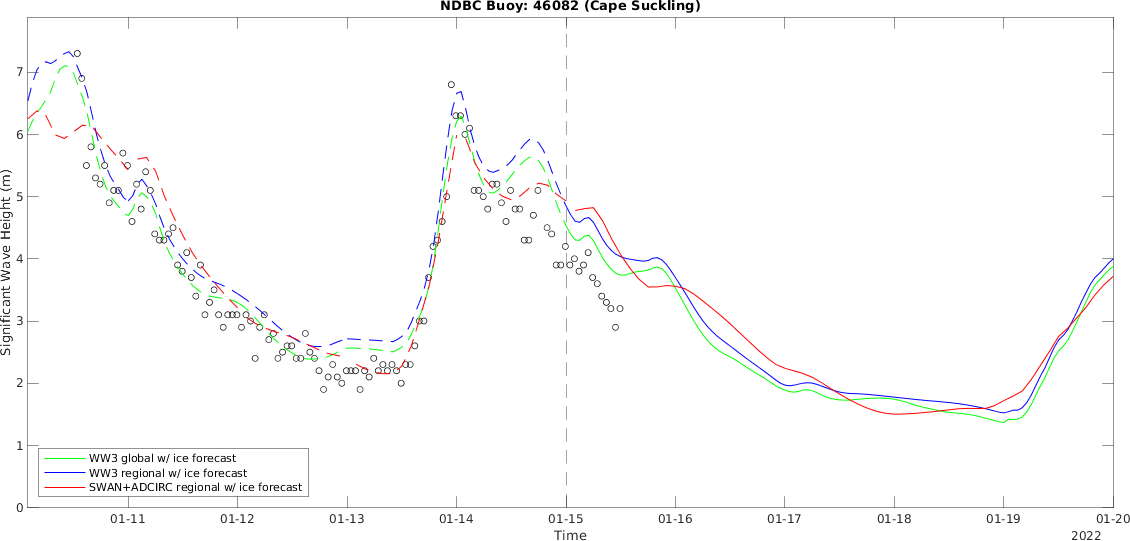 NDBC Buoy: 46082 (Cape Suckling)
Significant Wave Height (m)
7
6
5
4
3
2
1
0
WW3 global w/ ice forecast
WW3 regional w/ ice forecast
SWAN+ADCIRC regional w/ ice forecast
01-11 01-12 01-13 01-14 01-15 01-16 01-17 01-18 01-19 01-20
Time
2022